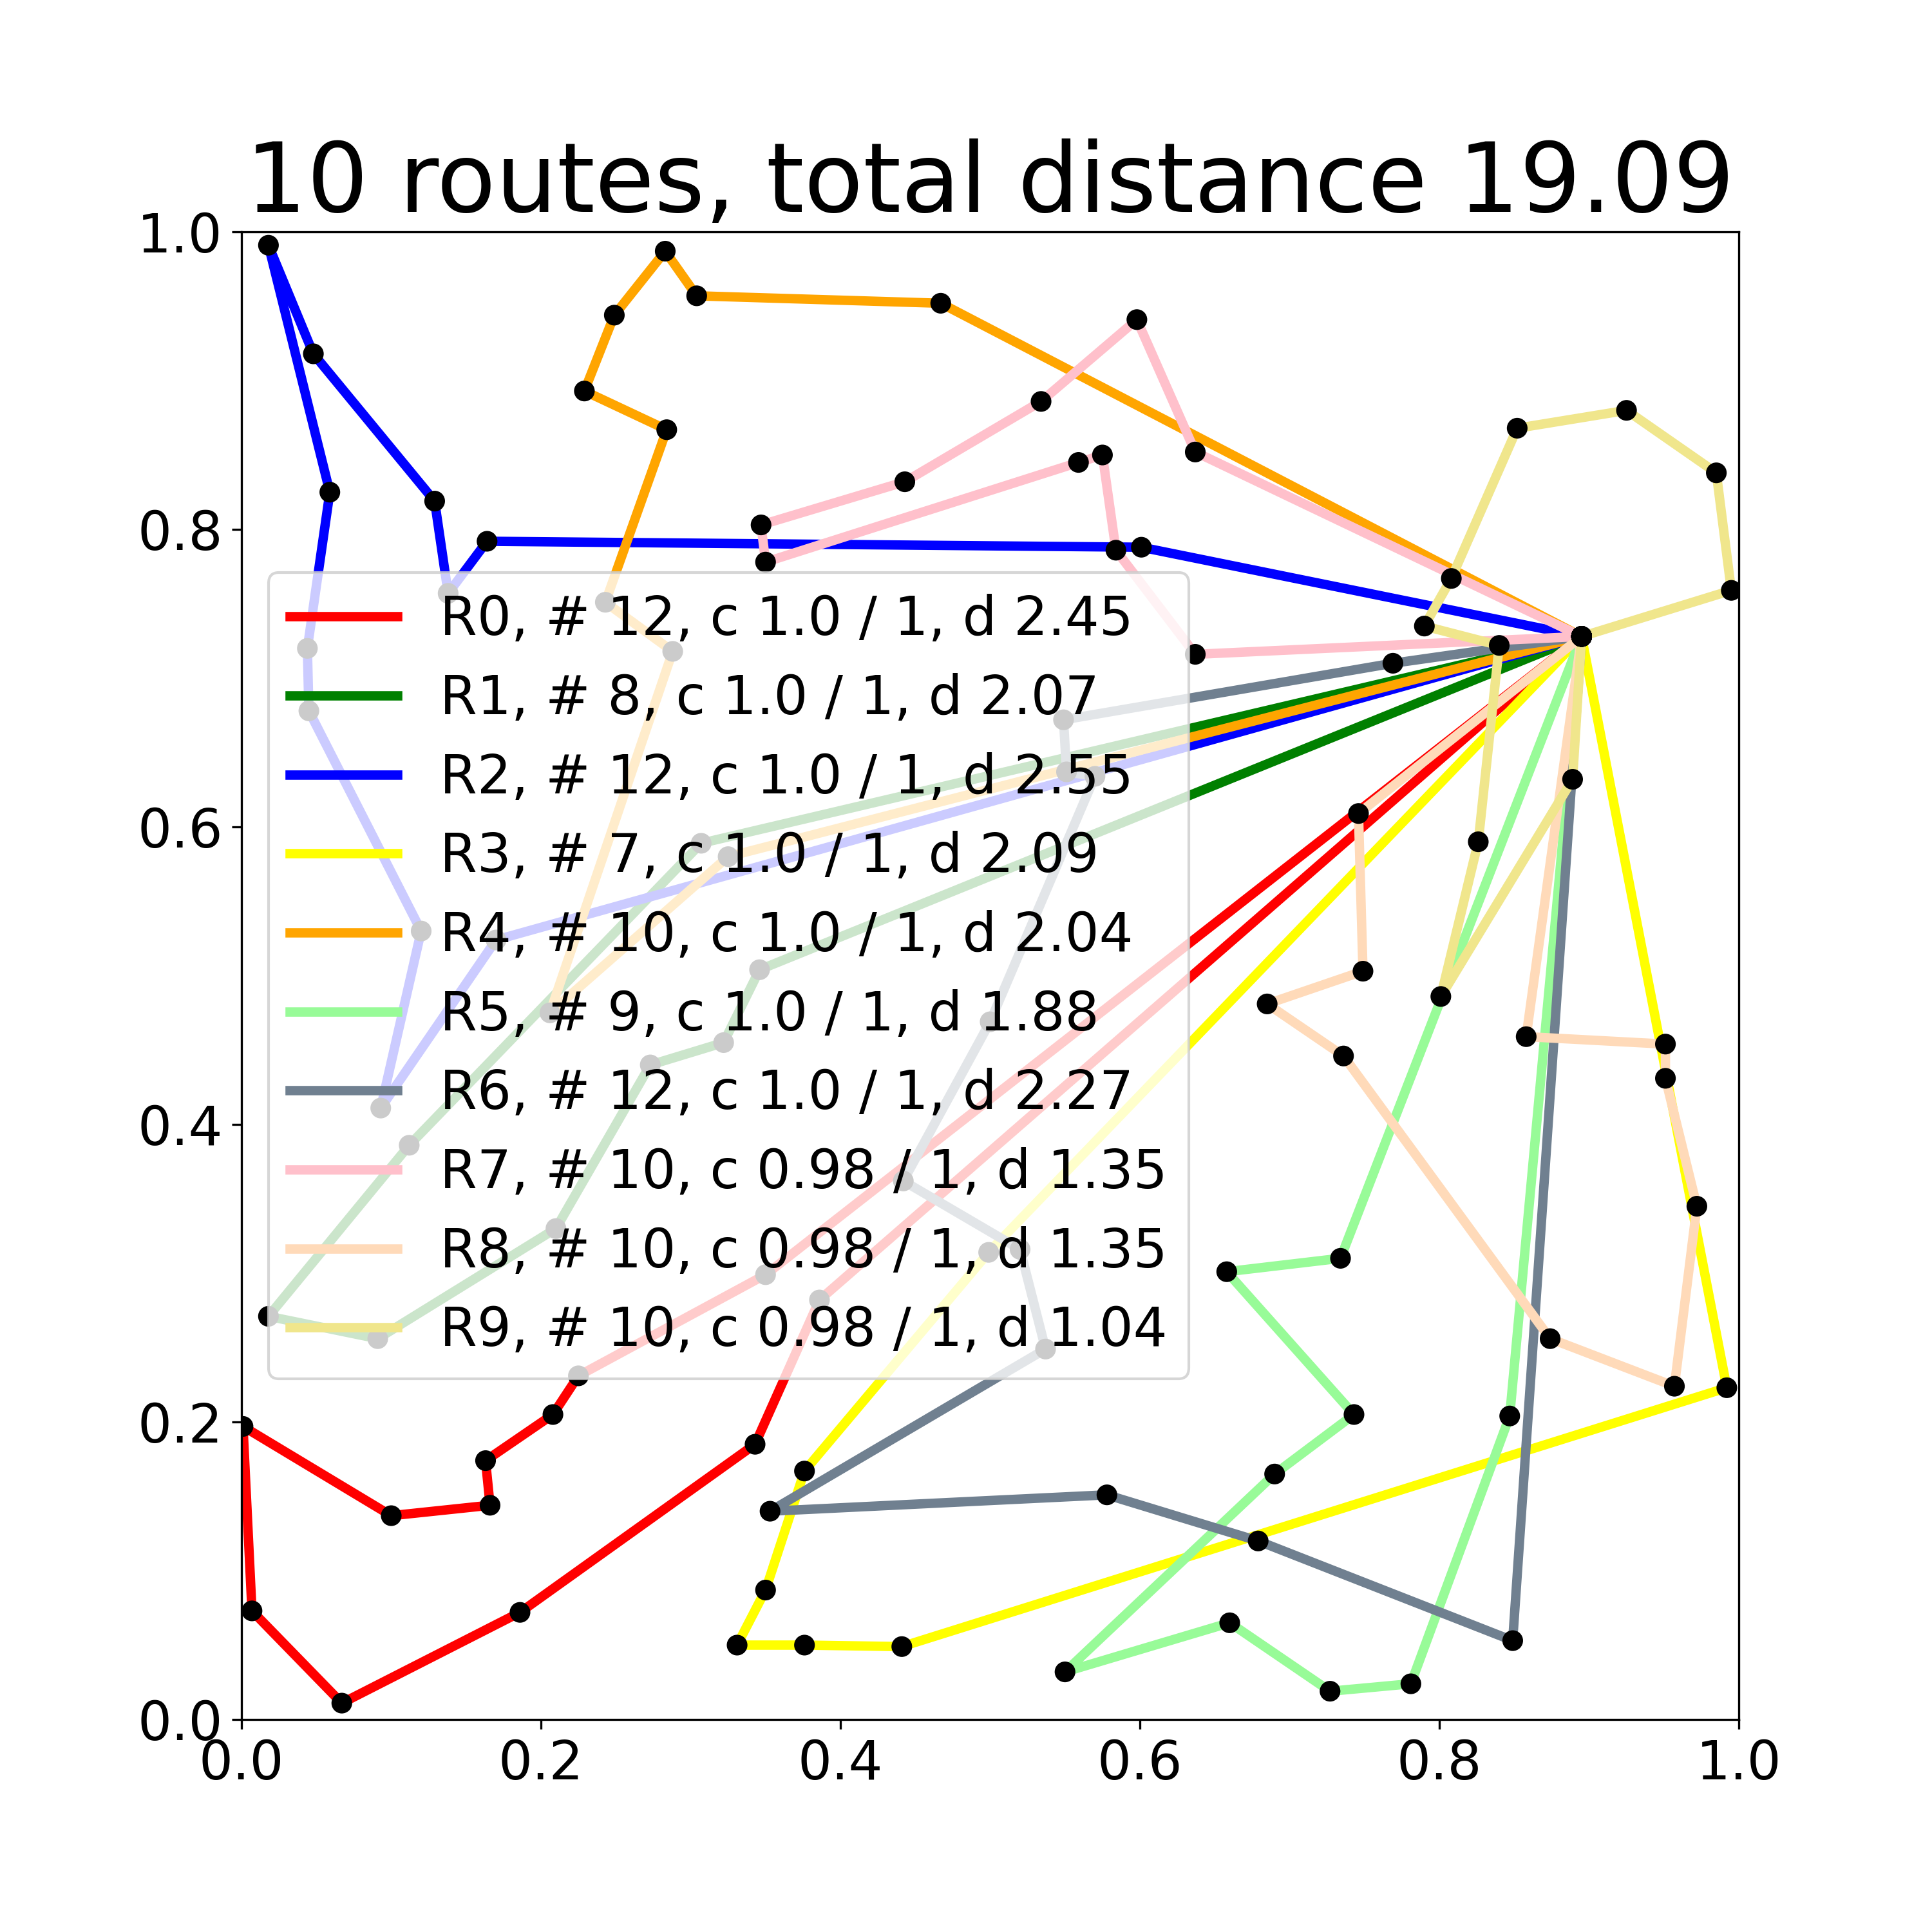 10 routes, total distance 19.09
1.0
0.8
0.6
0.4
0.2
0.0
R0, # 12, c 1.0 / 1, d 2.45
R1, # 8, c 1.0 / 1, d 2.07
R2, # 12, c 1.0 / 1, d 2.55
R3, # 7, c 1.0 / 1, d 2.09
R4, # 10, c 1.0 / 1, d 2.04
R5, # 9, c 1.0 / 1, d 1.88
R6, # 12, c 1.0 / 1, d 2.27
R7, # 10, c 0.98 / 1, d 1.35
R8, # 10, c 0.98 / 1, d 1.35
R9, # 10, c 0.98 / 1, d 1.04
0.0 0.2 0.4 0.6 0.8 1.0